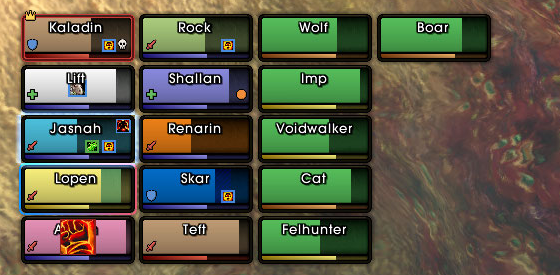 Kaladin
Rock
Wolf
Boar
Lift
Shallan
Imp
Jasnah
Renarin
Voidwalker
Lopen
Skar
Cat
Teft
Felhunter